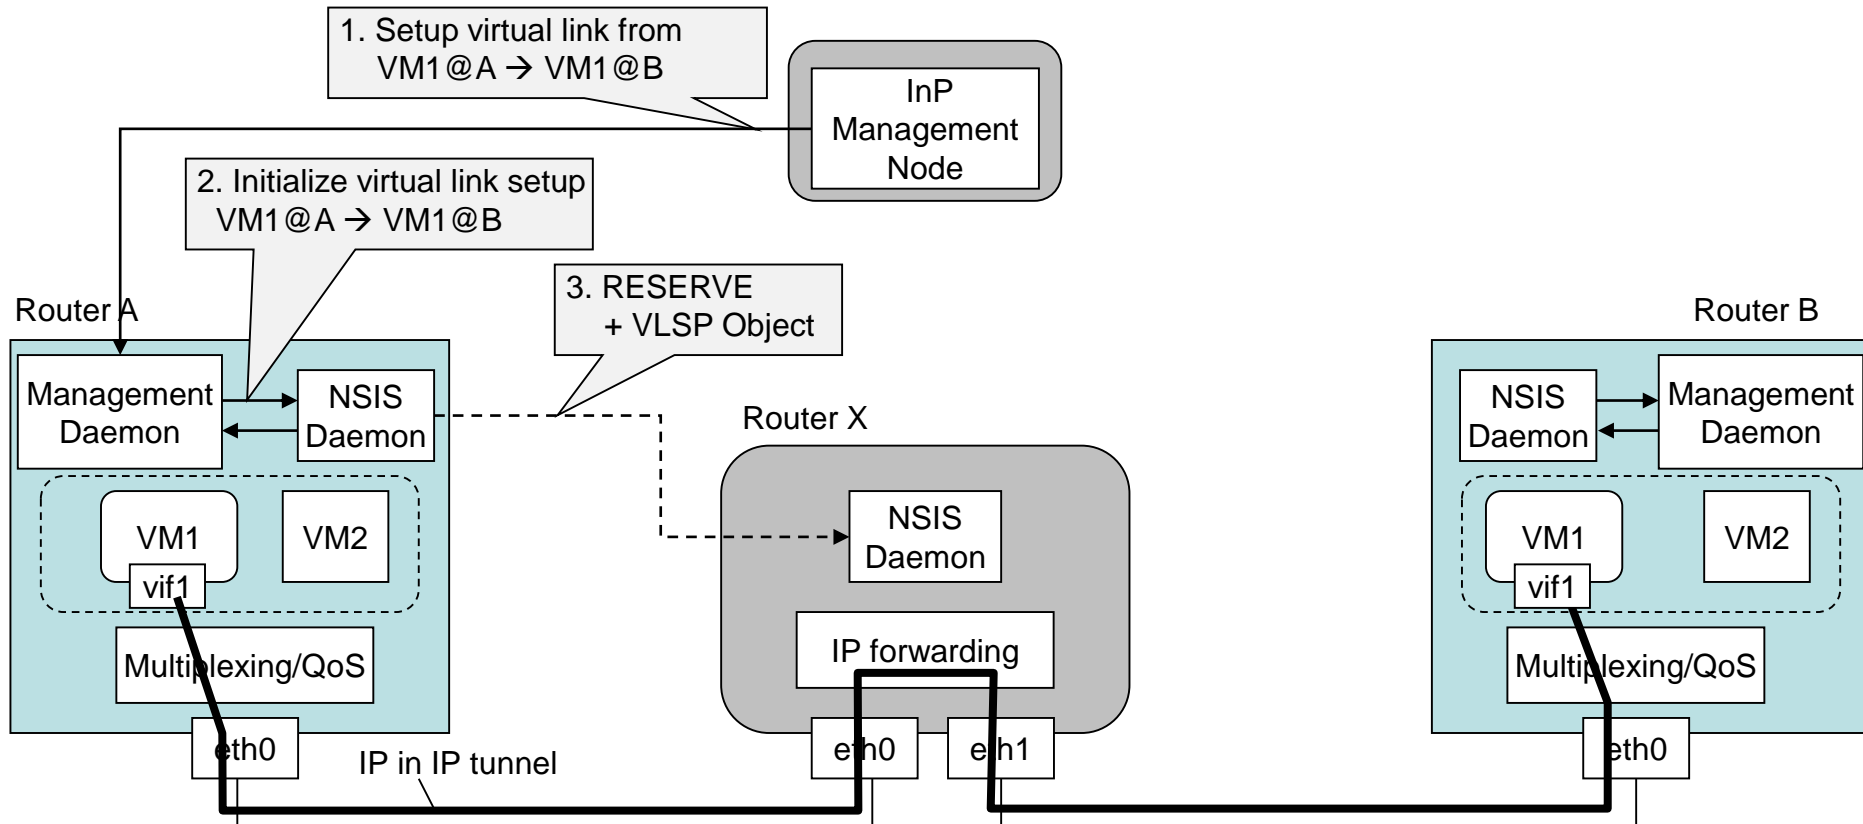 1. Setup virtual link from
VM1@A → VM1@B
InP
Management
Node
2. Initialize virtual link setup
VM1@A → VM1@B
3. RESERVE
+ VLSP Object
Router A
Management
Daemon
NSIS
Daemon
VM1
VM2
vif1
Multiplexing/QoS
eth0
IP in IP tunnel
Router X
NSIS
Daemon
IP forwarding
eth0
eth1
Router B
NSIS
Daemon
Management
Daemon
VM1
VM2
vif1
Multiplexing/QoS
eth0